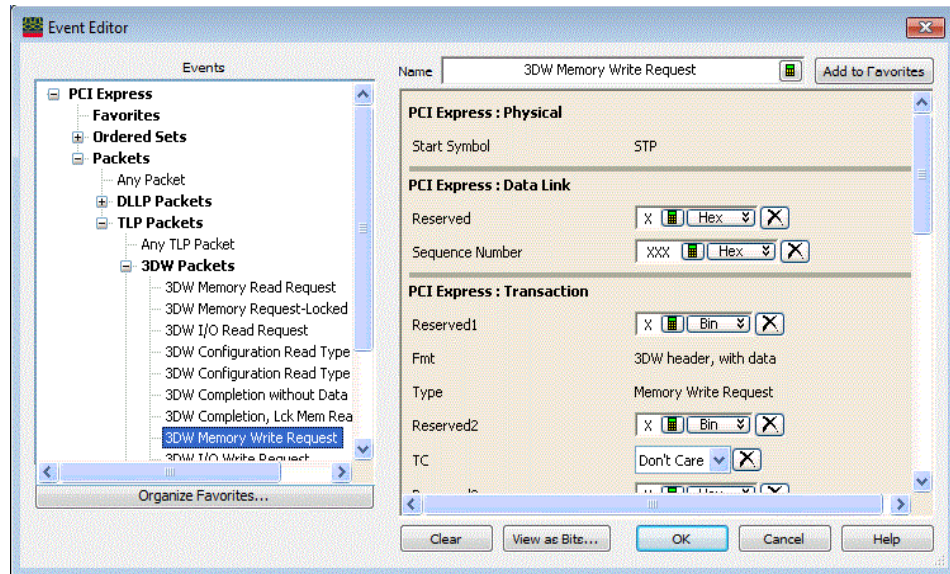 Event Editor
Events
PCI Express
Favorites
Ordered Sets
Packets
Any Packet
DLLP Packets
TLP Packets
Any TLP Packet
3DW Packets
3DW Memory Read Request
3DW Memory Request-Locked
3DW I/O Read Request
3DW Configuration Read Type
3DW Configuration Read Type
3DW Completion without Data
3DW Completion, Lck Mem Rea
3DW Memory Write Request
3DW I/O Write Request
Organize Favorites...
Name 3DW Memory Write Request Add to Favorites
PCI Express : Physical
Start Symbol STP
PCI Express : Data Link
Reserved X Hex X
Sequence Number XXX Hex X
PCI Express : Transaction
Reserved1 X Bin X
Fmt 3DW header, with data
Type Memory Write Request
Reserved2 X Bin X
TC Don't Care X
Clear View as Bits... OK Cancel Help